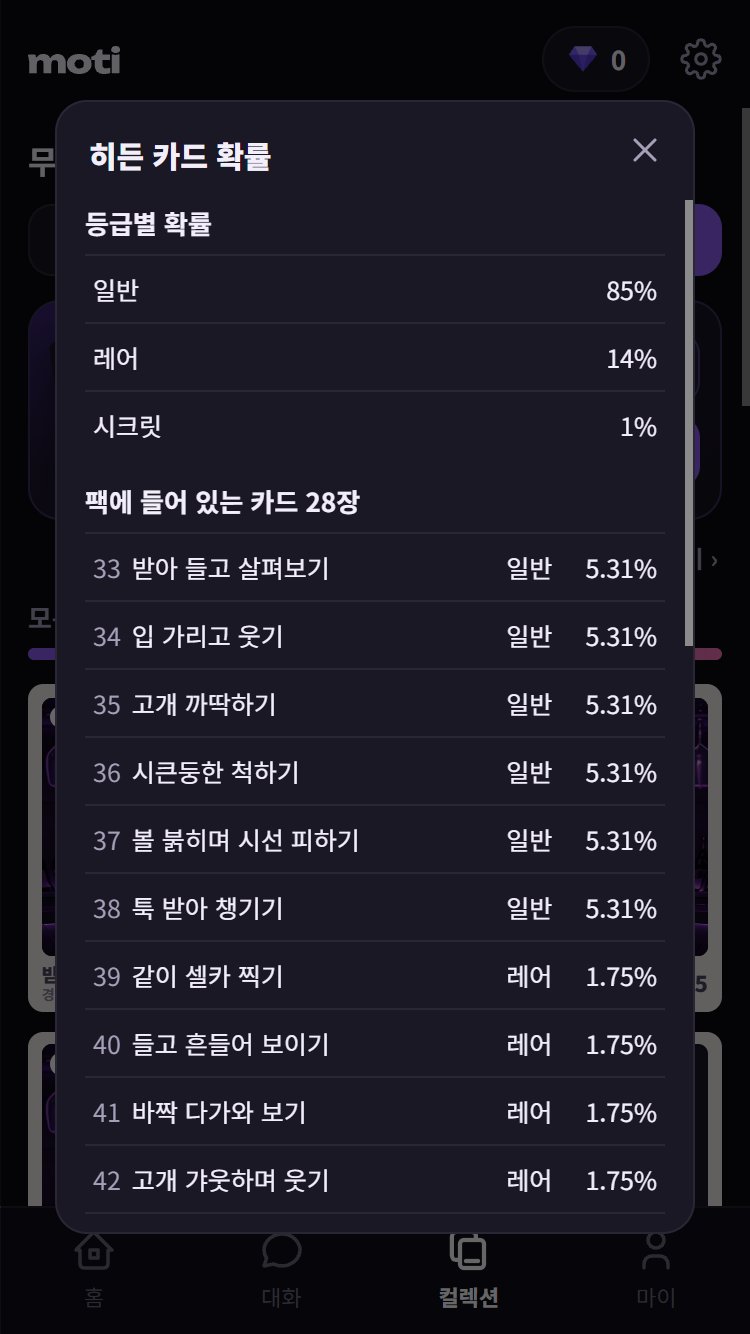 moti
0
히든 카드 확률
등급별 확률
일반 85%
레어 14%
시크릿 1%
팩에 들어 있는 카드 28장
33 받아 들고 살펴보기 일반 5.31%
34 입 가리고 웃기 일반 5.31%
35 고개 까딱하기 일반 5.31%
36 시큰둥한 척하기 일반 5.31%
37 볼 붉히며 시선 피하기 일반 5.31%
38 툭 받아 챙기기 일반 5.31%
39 같이 셀카 찍기 레어 1.75%
40 들고 흔들어 보이기 레어 1.75%
41 바짝 다가와 보기 레어 1.75%
42 고개 갸웃하며 웃기 레어 1.75%
홈
대화
컬렉션
마이